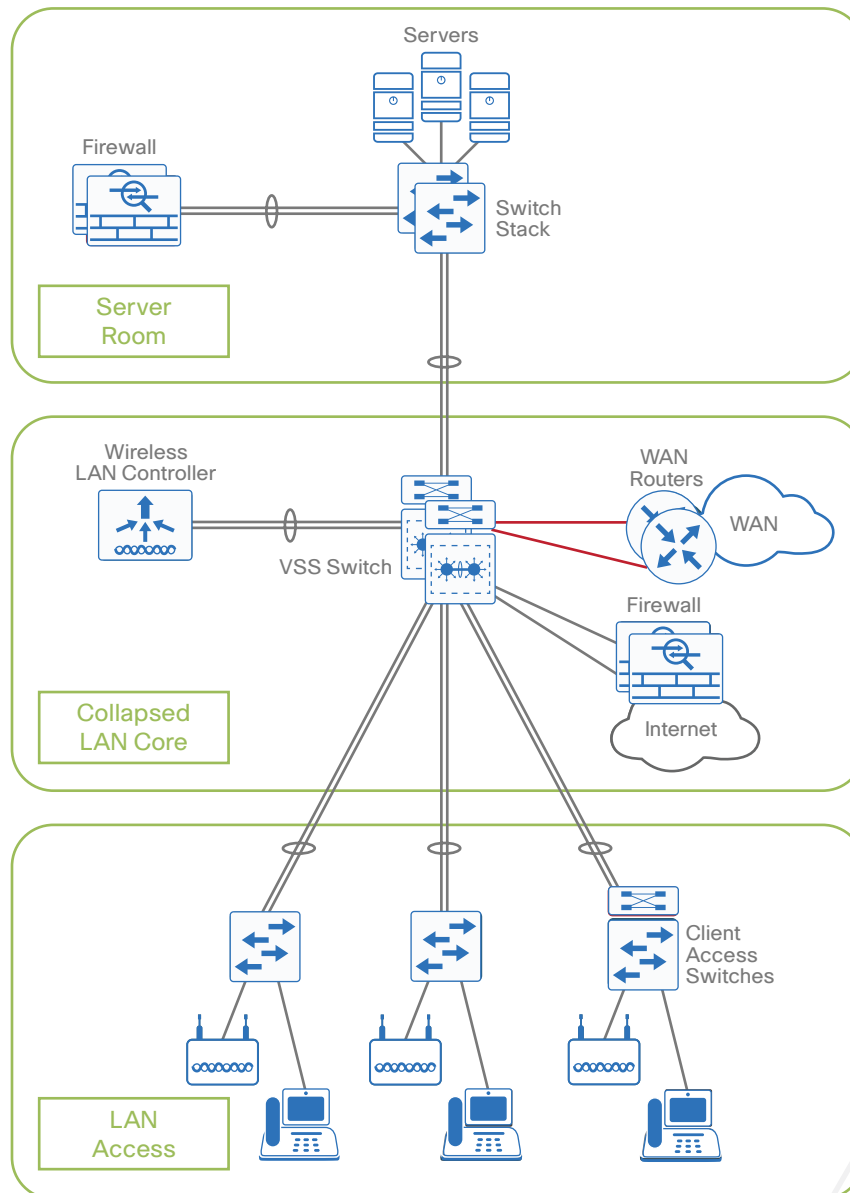 Servers
Firewall
Switch
Stack
Server
Room
Wireless
LAN Controller
WAN
Routers
WAN
VSS Switch
Firewall
Internet
Collapsed
LAN Core
Client
Access
Switches
LAN
Access